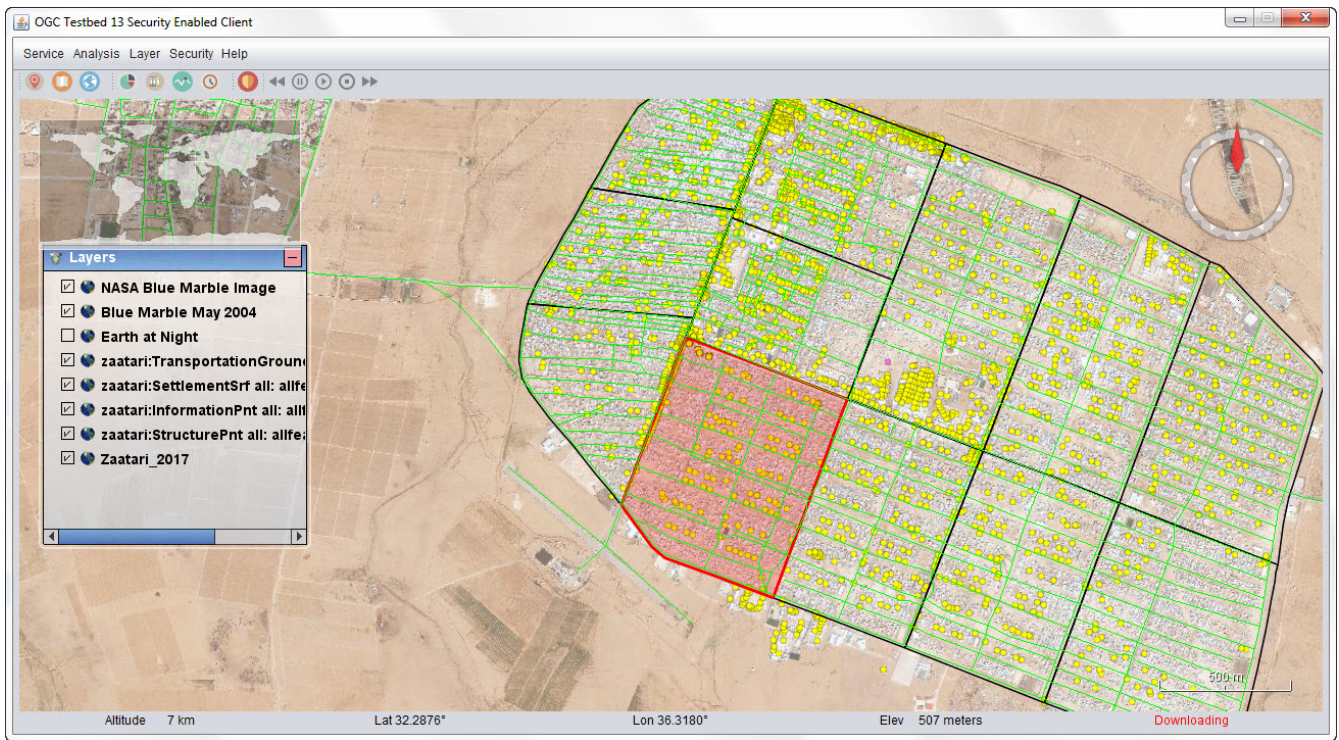 OGC Testbed 13 Security Enabled Client
Service Analysis Layer Security Help
Layers
NASA Blue Marble Image
Blue Marble May 2004
Earth at Night
zaatari:TransportationGroun
zaatari:SettlementSrf all: allfe
zaatari:InformationPnt all: allf
zaatari:StructurePnt all: allfea
Zaatari_2017
500 m
Altitude 7 km Lat 32.2876° Lon 36.3180° Elev 507 meters Downloading